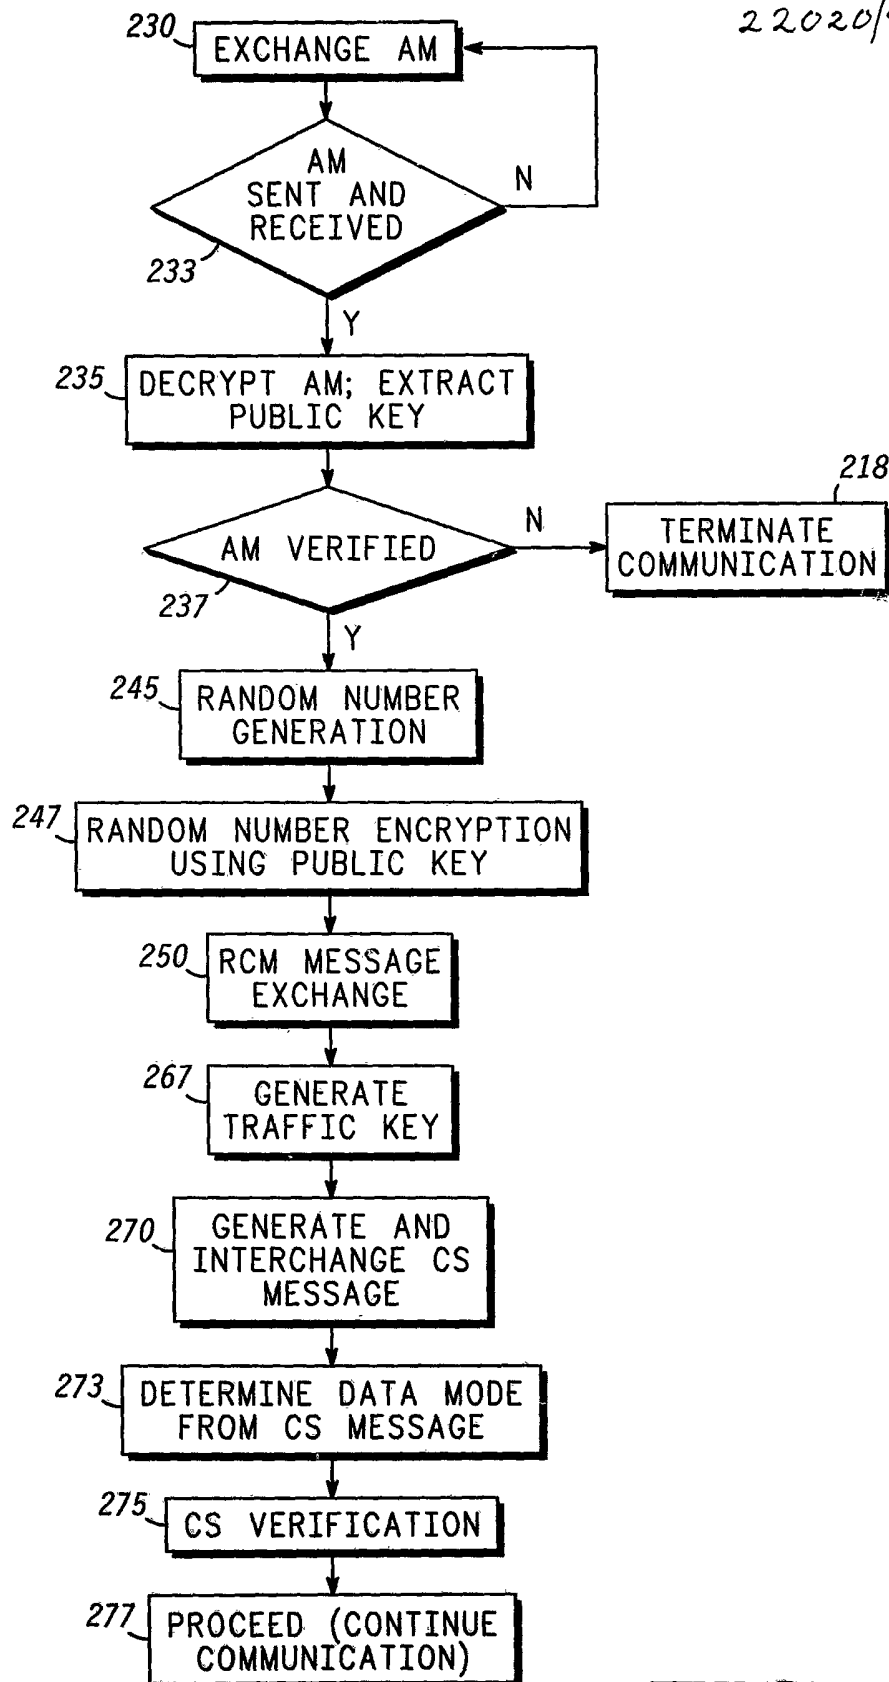 22020/
230
EXCHANGE AM
AM
SENT AND
RECEIVED
N
233
Y
235
DECRYPT AM; EXTRACT
PUBLIC KEY
218
AM VERIFIED
N
TERMINATE
COMMUNICATION
237
Y
245
RANDOM NUMBER
GENERATION
247
RANDOM NUMBER ENCRYPTION
USING PUBLIC KEY
250
RCM MESSAGE
EXCHANGE
267
GENERATE
TRAFFIC KEY
270
GENERATE AND
INTERCHANGE CS
MESSAGE
273
DETERMINE DATA MODE
FROM CS MESSAGE
275
CS VERIFICATION
277
PROCEED (CONTINUE
COMMUNICATION)